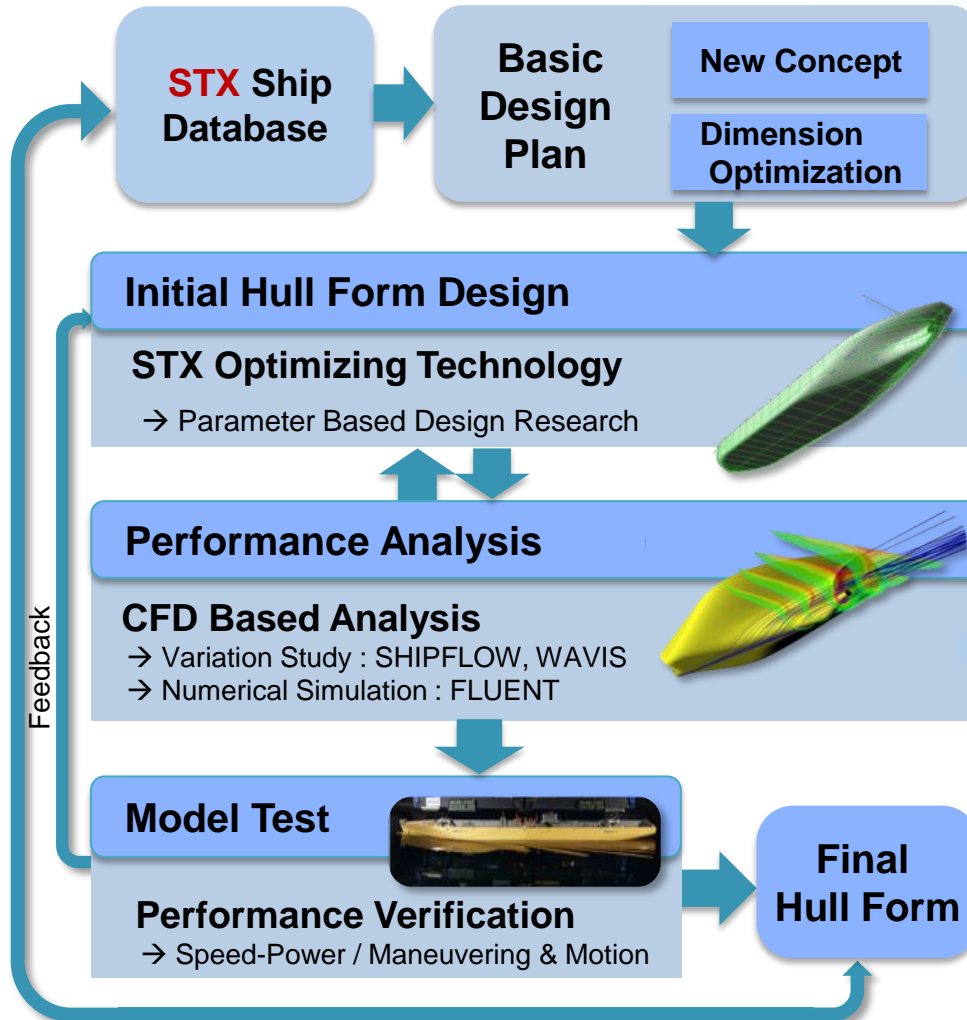 STX Ship
Database
Basic
Design
Plan
New Concept
Dimension
Optimization
Initial Hull Form Design
STX Optimizing Technology
→ Parameter Based Design Research
Performance Analysis
CFD Based Analysis
→ Variation Study : SHIPFLOW, WAVIS
→ Numerical Simulation : FLUENT
Feedback
Model Test
Performance Verification
→ Speed-Power / Maneuvering & Motion
Final
Hull Form